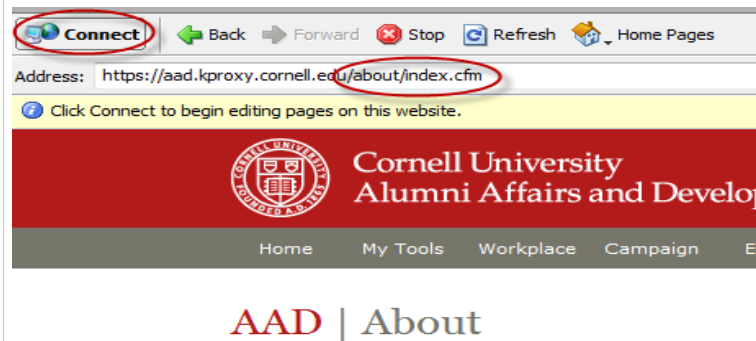 Connect Back Forward Stop Refresh Home Pages
Address: https://aad.kproxy.cornell.edu/about/index.cfm
Click Connect to begin editing pages on this website.
Cornell University
Alumni Affairs and Develop
Home My Tools Workplace Campaign E
AAD | About